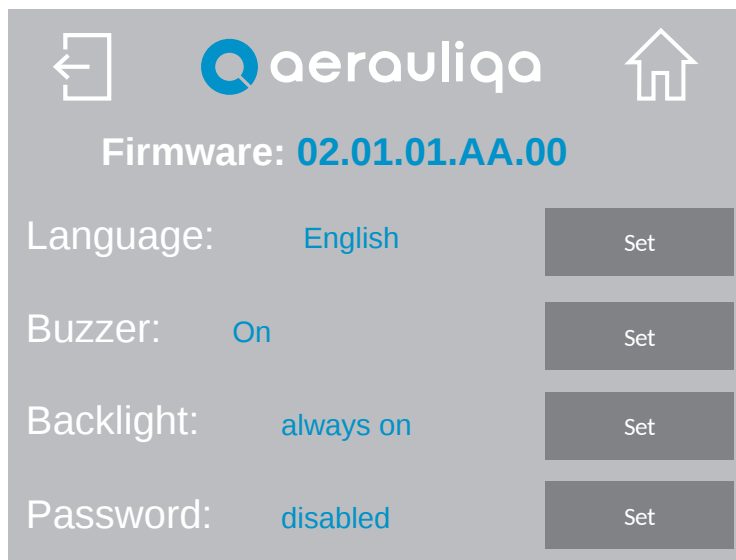 aerauliqa
Firmware: 02.01.01.AA.00
Language: English Set
Buzzer: On Set
Backlight: always on Set
Password: disabled Set